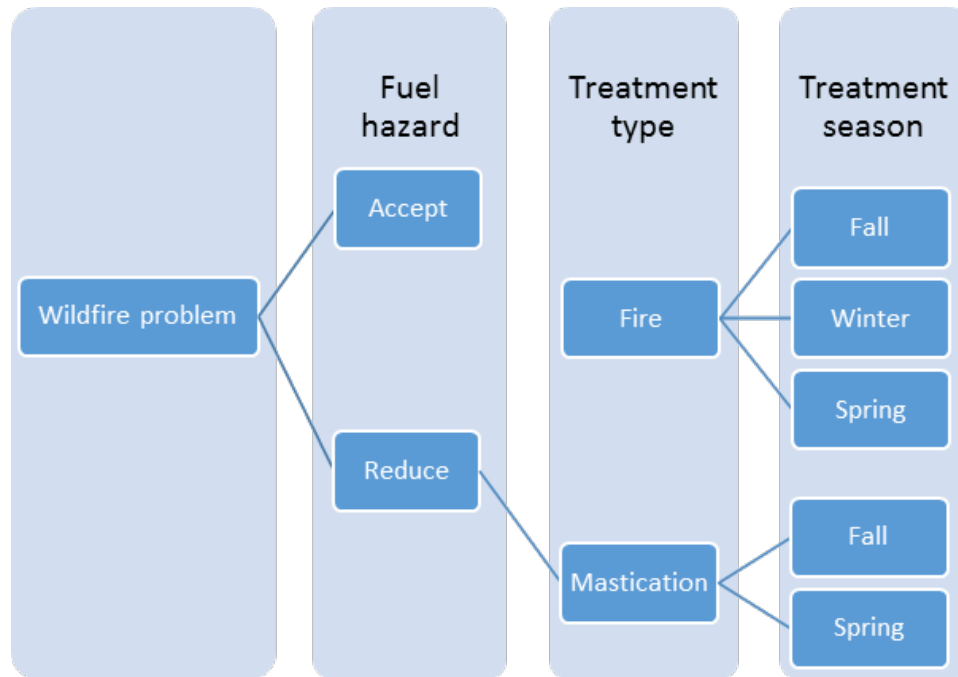 Fuel
hazard
Treatment
type
Treatment
season
Accept
Fall
Wildfire problem
Fire
Winter
Spring
Reduce
Fall
Mastication
Spring